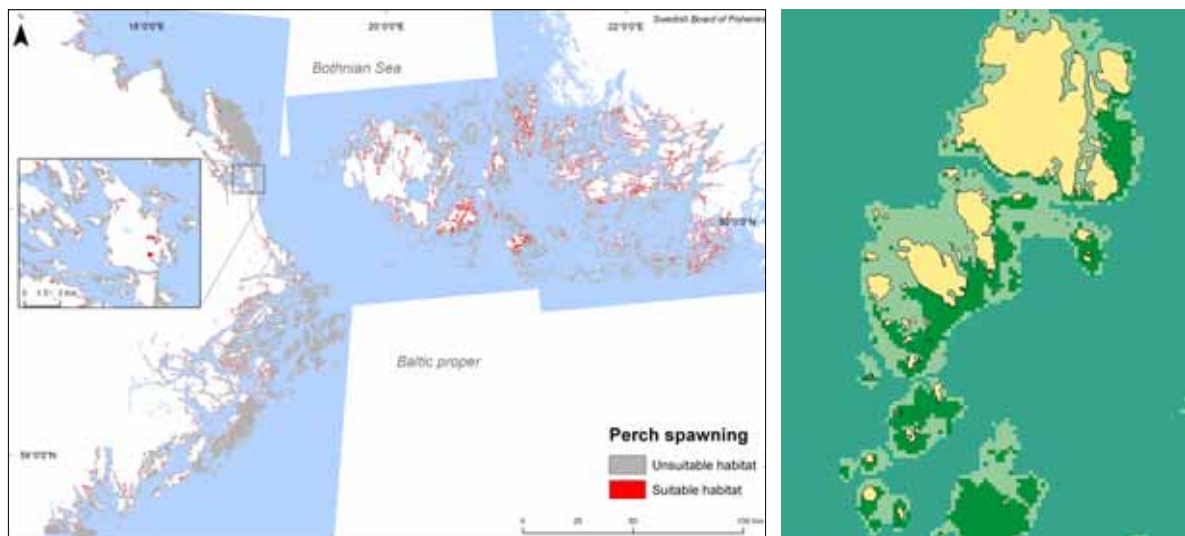 Swedish Board of Fisheries
18°0'0"E
20°0'0"E
22°0'0"E
Bothnian Sea
60°0'0"N
Baltic proper
59°0'0"N
Perch spawning
Unsuitable habitat
Suitable habitat
0 25 50 100 km